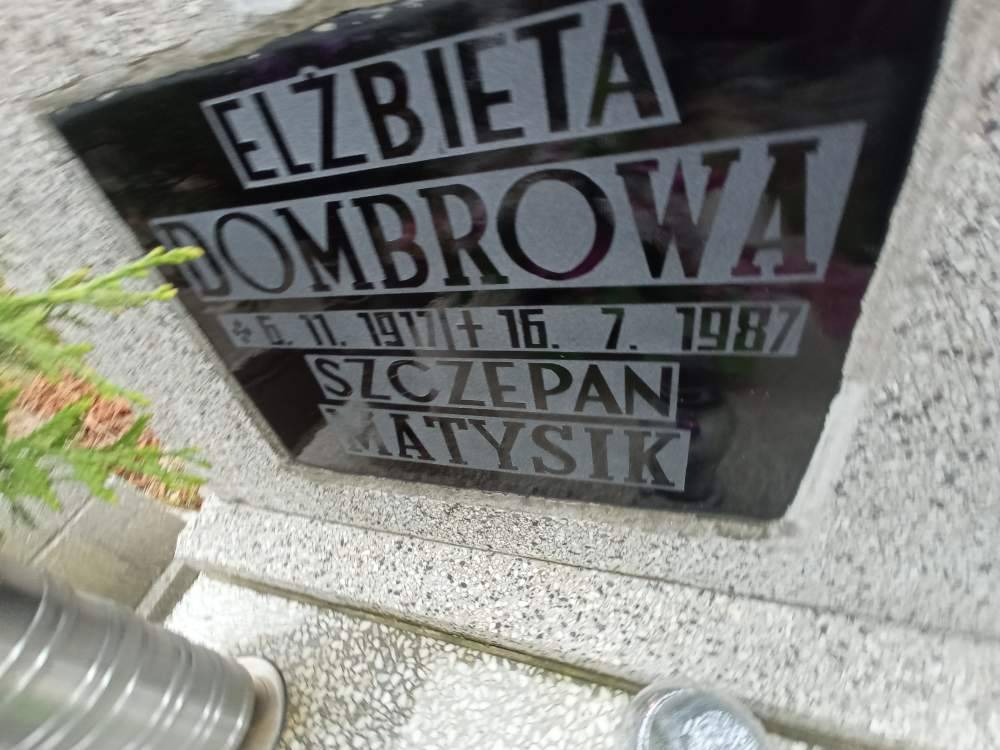 ELŻBIETA
DOMBROWA
* 6. 11. 1917 + 16. 7. 1987
SZCZEPAN
MATYSIK